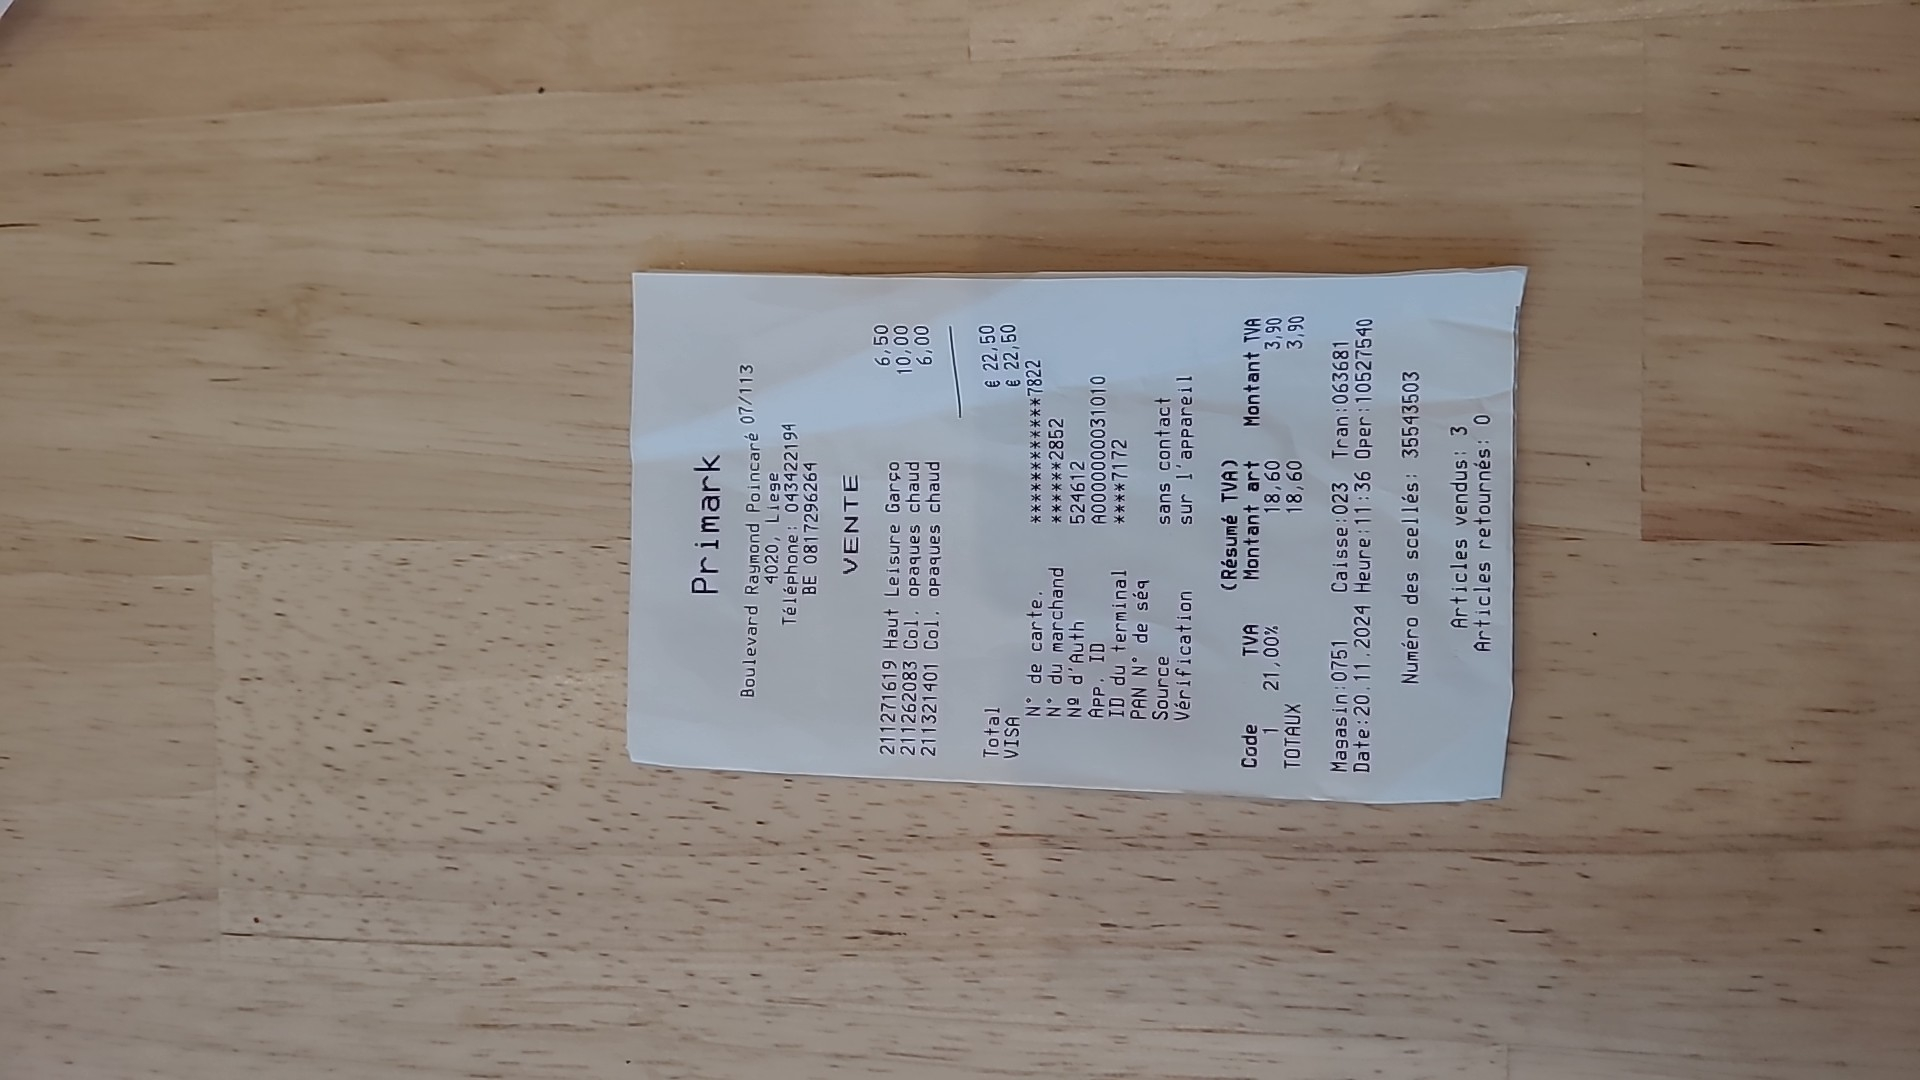 Primark
Boulevard Raymond Poincaré 07/113
4020, Liege
Téléphone: 0434422194
BE 0817296264
VENTE
211271619 Haut Leisure Garço 6,50
211262083 Col. opaques chaud 10,00
211321401 Col. opaques chaud 6,00
Total € 22,50
VISA € 22,50
N° de carte. ************7822
N° du marchand ******2852
Nº d'Auth 524612
App. ID A0000000031010
ID du terminal ****7172
PAN N° de séq
Source sans contact
Vérification sur l'appareil
(Résumé TVA)
Code TVA Montant art Montant TVA
1 21,00% 18,60 3,90
TOTAUX 18,60 3,90
Magasin:0751 Caisse:023 Tran:063681
Date:20.11.2024 Heure:11:36 Oper:10527540
Numéro des scellés: 35543503
Articles vendus: 3
Articles retournés: 0